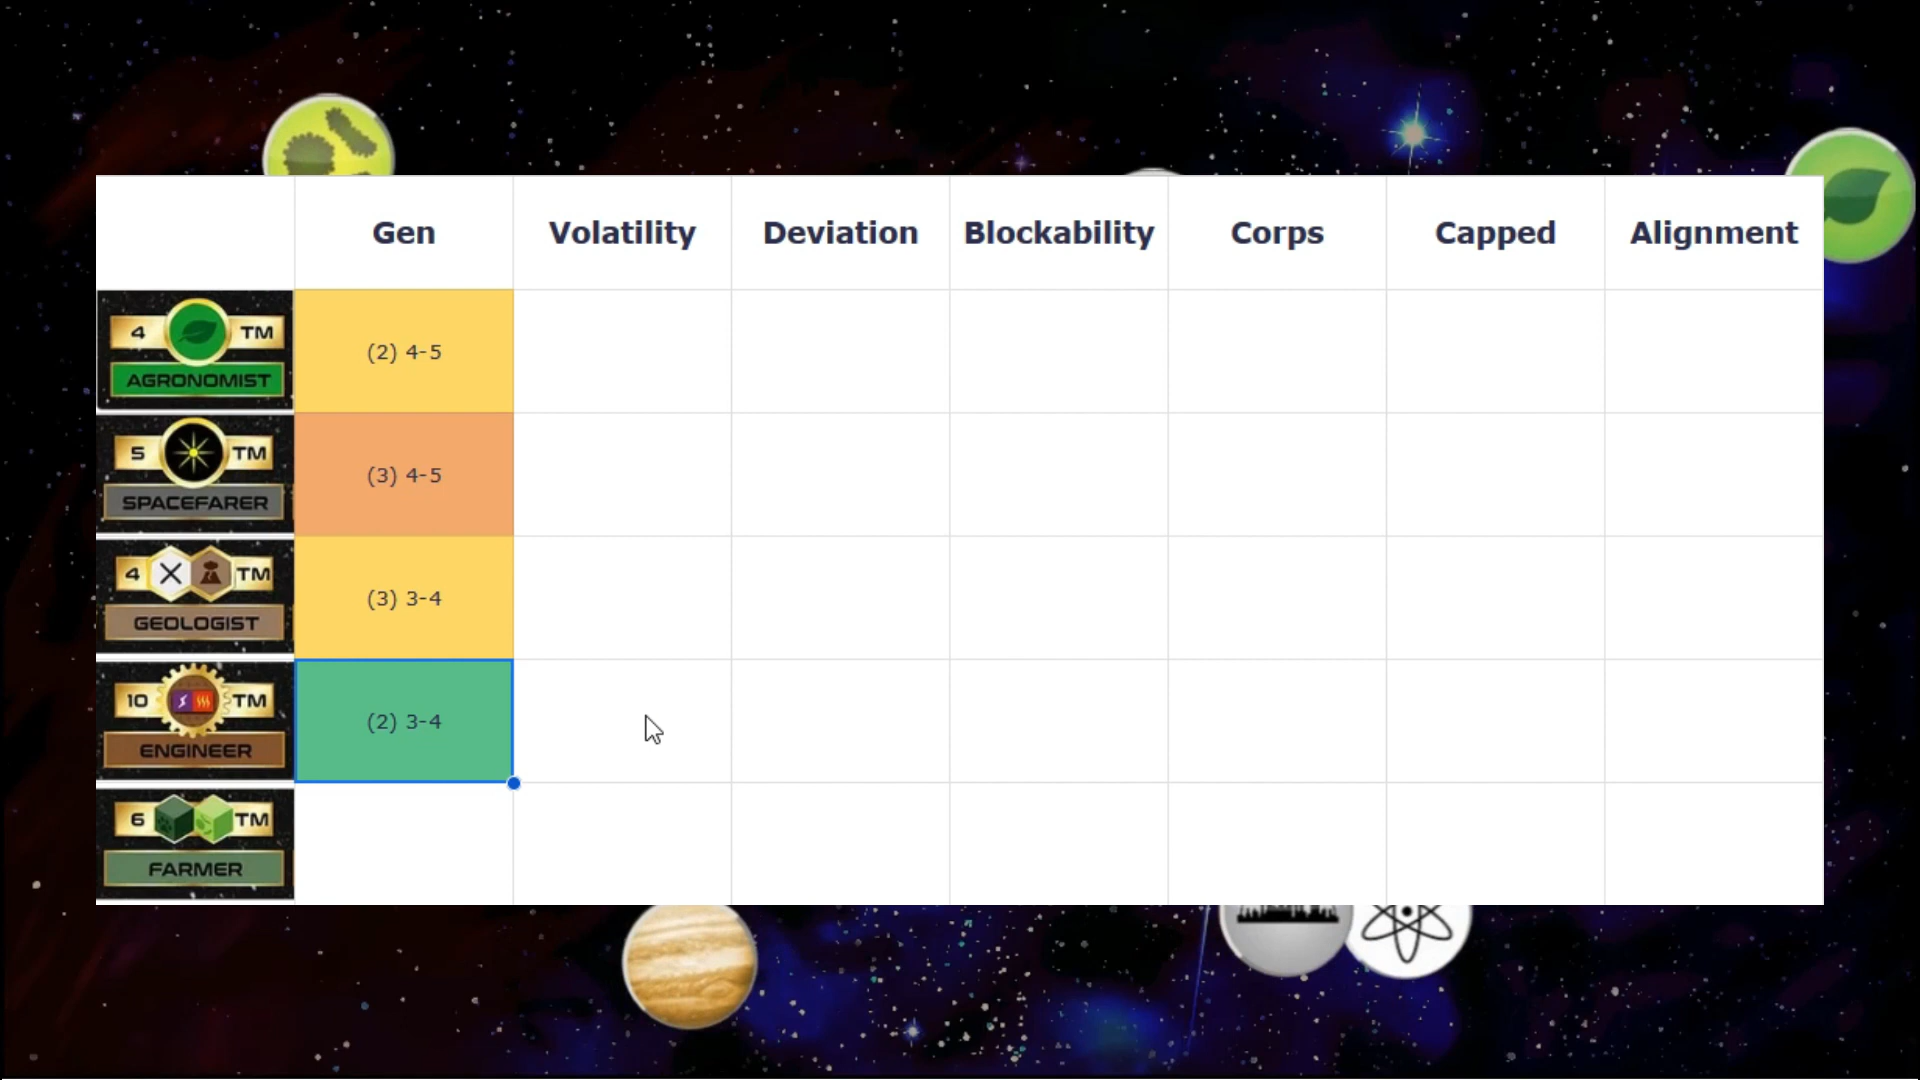 Gen Volatility Deviation Blockability Corps Capped Alignment
4 TM
AGRONOMIST
(2) 4-5
5 TM
SPACEFARER
(3) 4-5
4 TM
GEOLOGIST
(3) 3-4
10 TM
ENGINEER
(2) 3-4
6 TM
FARMER